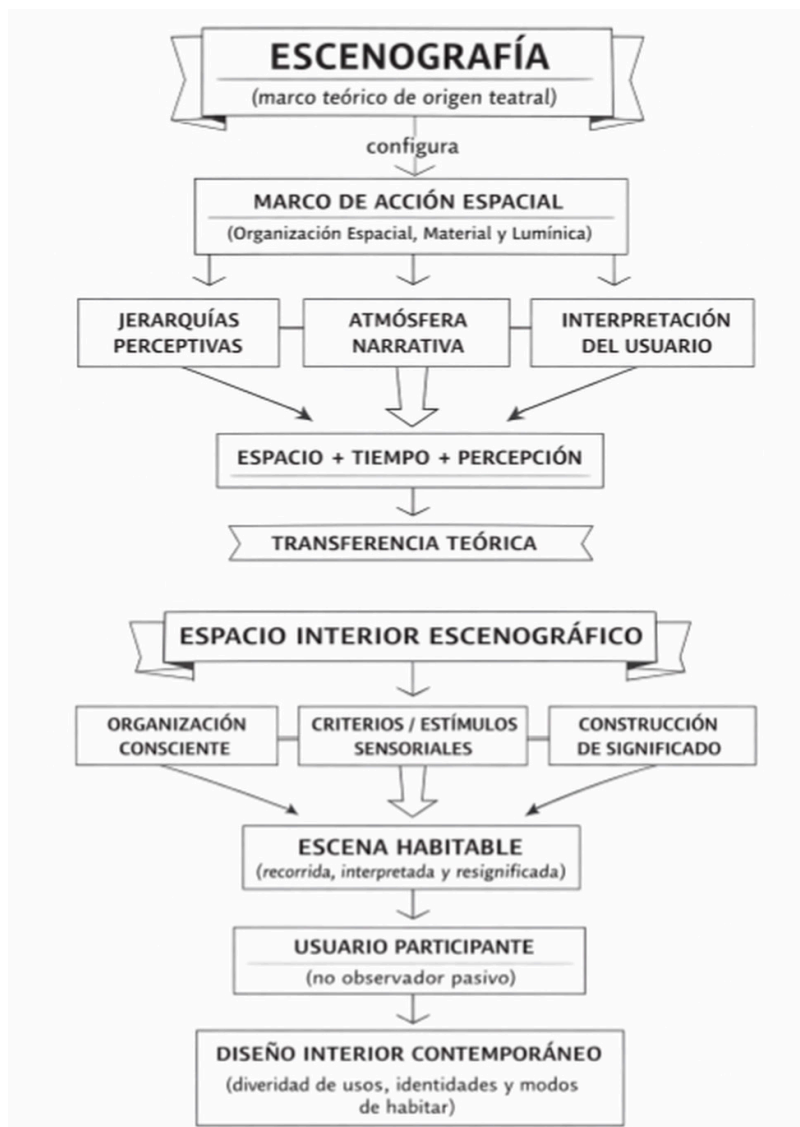 ESCENOGRAFÍA
(marco teórico de origen teatral)
configura
MARCO DE ACCIÓN ESPACIAL
(Organización Espacial, Material y Lumínica)
JERARQUÍAS
PERCEPTIVAS
ATMÓSFERA
NARRATIVA
INTERPRETACIÓN
DEL USUARIO
ESPACIO + TIEMPO + PERCEPCIÓN
TRANSFERENCIA TEÓRICA
ESPACIO INTERIOR ESCENOGRÁFICO
ORGANIZACIÓN
CONSCIENTE
CRITERIOS / ESTÍMULOS
SENSORIALES
CONSTRUCCIÓN
DE SIGNIFICADO
ESCENA HABITABLE
(recorrida, interpretada y resignificada)
USUARIO PARTICIPANTE
(no observador pasivo)
DISEÑO INTERIOR CONTEMPORÁNEO
(diveridad de usos, identidades y modos
de habitar)